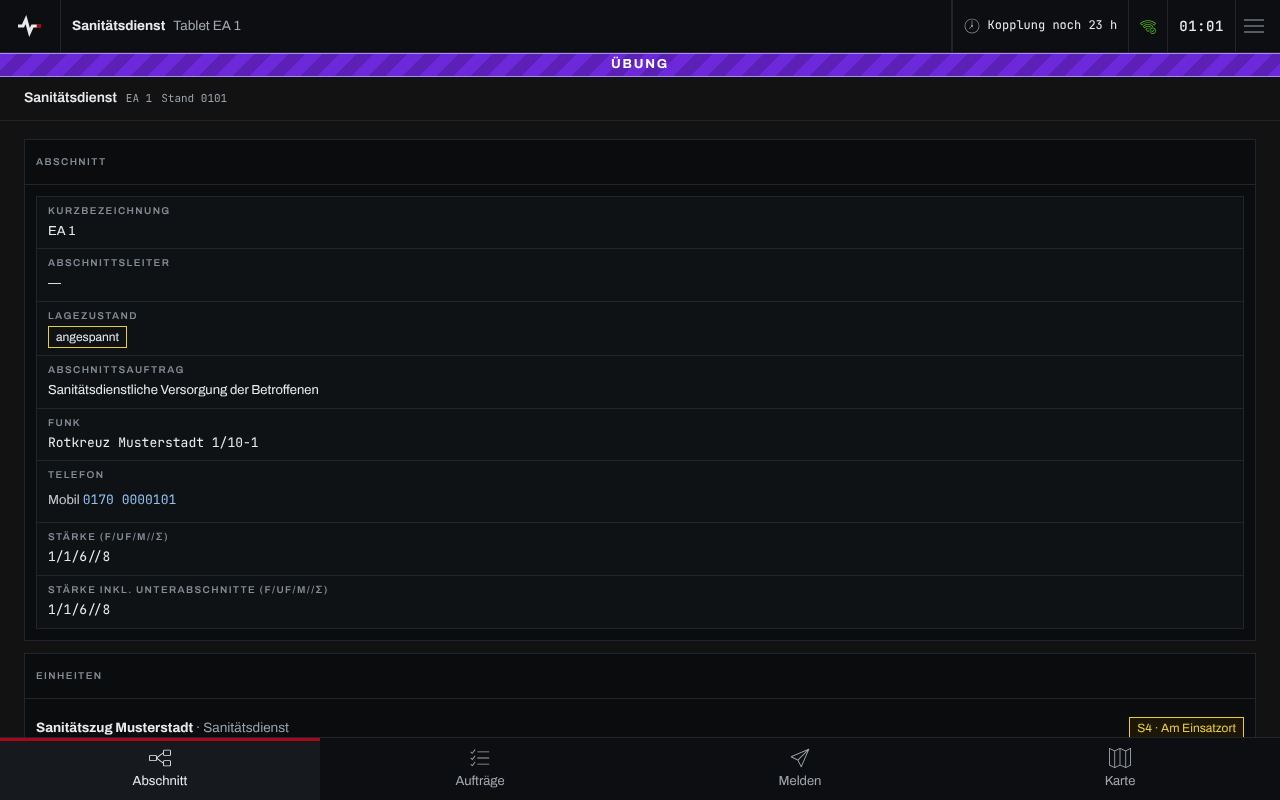 Sanitätsdienst Tablet EA 1
Kopplung noch 23 h
01:01
ÜBUNG
Sanitätsdienst EA 1 Stand 0101
ABSCHNITT
KURZBEZEICHNUNG
EA 1
ABSCHNITTSLEITER
—
LAGEZUSTAND
angespannt
ABSCHNITTSAUFTRAG
Sanitätsdienstliche Versorgung der Betroffenen
FUNK
Rotkreuz Musterstadt 1/10-1
TELEFON
Mobil 0170 0000101
STÄRKE (F/UF/M//Σ)
1/1/6//8
STÄRKE INKL. UNTERABSCHNITTE (F/UF/M//Σ)
1/1/6//8
EINHEITEN
Sanitätszug Musterstadt · Sanitätsdienst
S4 · Am Einsatzort
Abschnitt
Aufträge
Melden
Karte